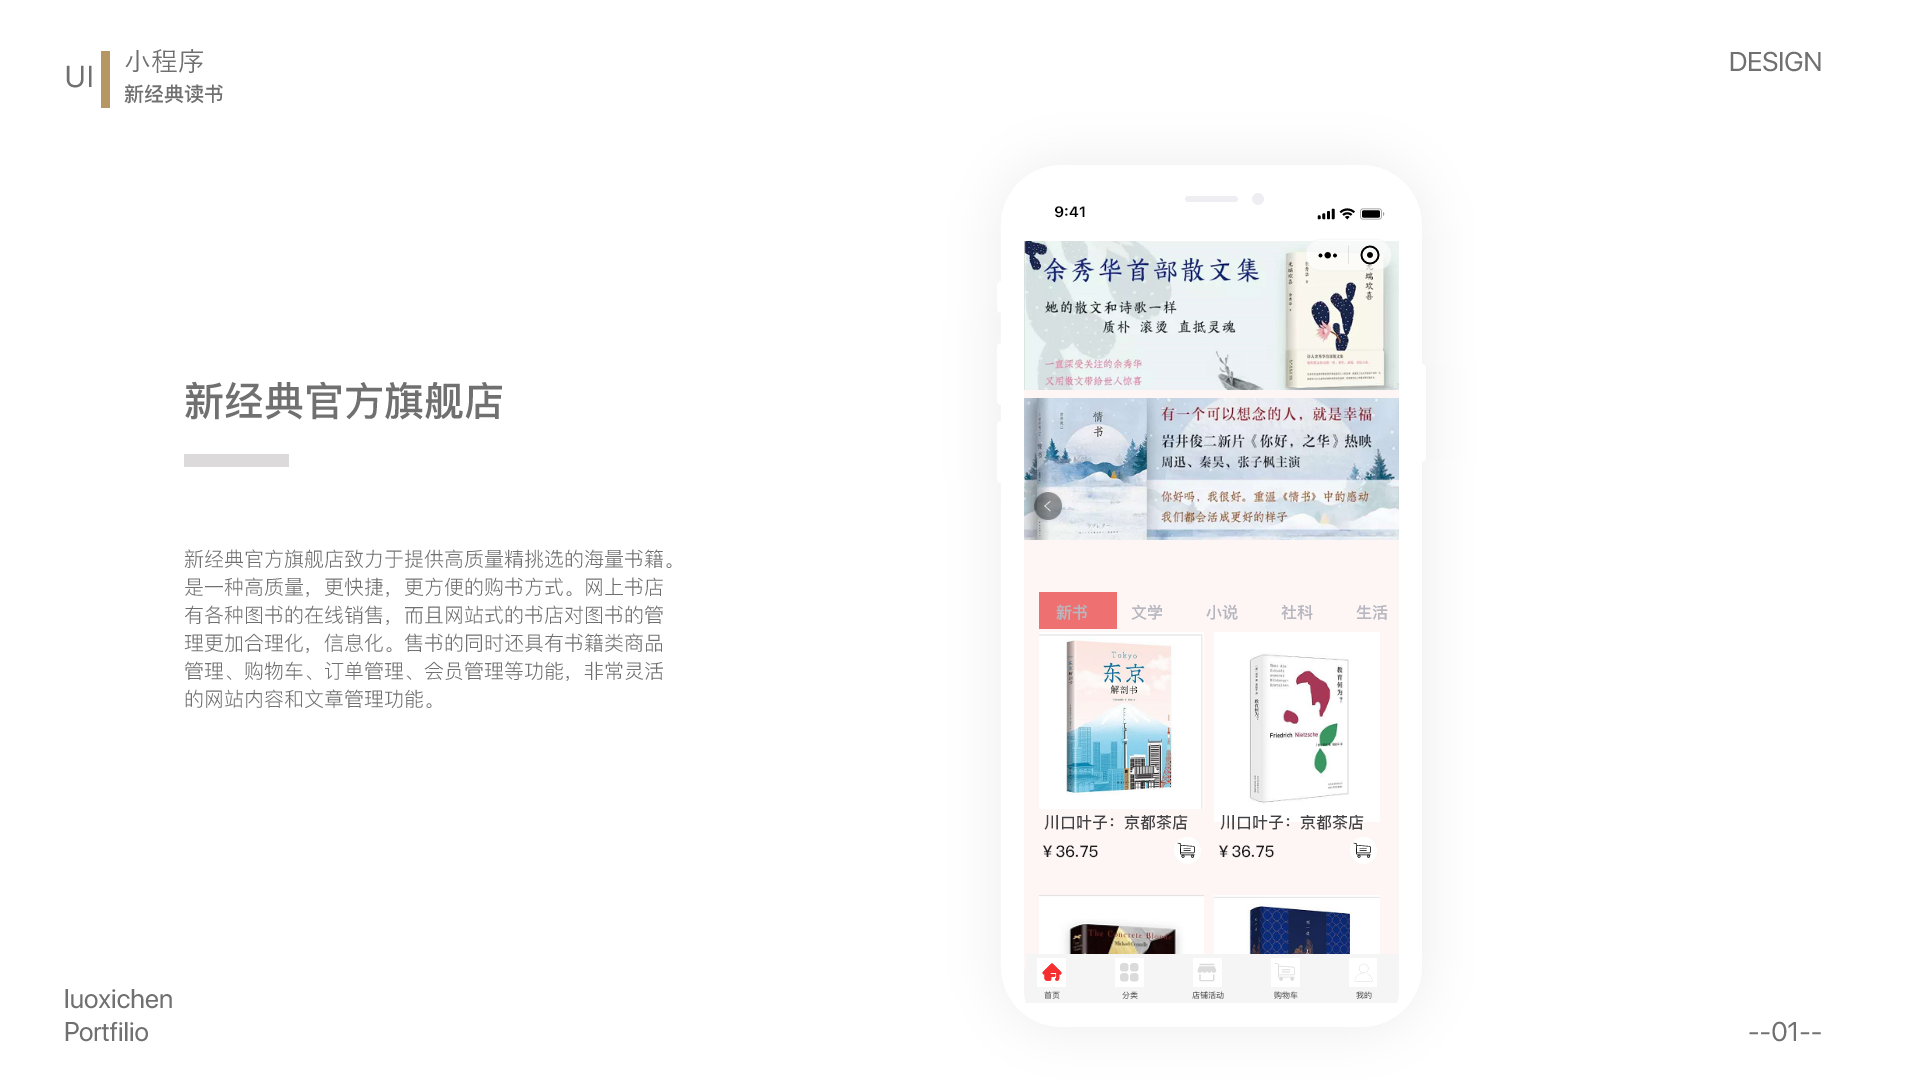 UI
小程序
新经典读书
DESIGN
新经典官方旗舰店
新经典官方旗舰店致力于提供高质量精挑选的海量书籍。
是一种高质量，更快捷，更方便的购书方式。网上书店
有各种图书的在线销售，而且网站式的书店对图书的管
理更加合理化，信息化。售书的同时还具有书籍类商品
管理、购物车、订单管理、会员管理等功能，非常灵活
的网站内容和文章管理功能。
9:41
余秀华首部散文集
她的散文和诗歌一样
质朴 滚烫 直抵灵魂
一直深受关注的余秀华
又用散文带给世人惊喜
无端欢喜
情书
有一个可以想念的人，就是幸福
岩井俊二新片《你好，之华》热映
周迅、秦昊、张子枫主演
你好吗，我很好。重温《情书》中的感动
我们都会活成更好的样子
新书
文学
小说
社科
生活
Tokyo
东京
解剖书
教育何为？
Friedrich Nietzsche
川口叶子：京都茶店
川口叶子：京都茶店
¥ 36.75
¥ 36.75
The Concrete Blonde
Michael Connelly
首页
分类
店铺活动
购物车
我的
luoxichen
Portfilio
--01--